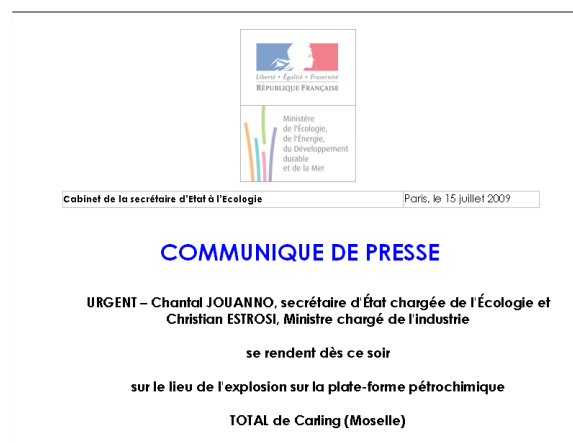 Liberté • Égalité • Fraternité
RÉPUBLIQUE FRANÇAISE
Ministère
de l'Écologie,
de l'Énergie,
du Développement
durable
et de la Mer
Cabinet de la secrétaire d'Etat à l'Ecologie Paris, le 15 juillet 2009
COMMUNIQUE DE PRESSE
URGENT – Chantal JOUANNO, secrétaire d'État chargée de l'Écologie et
Christian ESTROSI, Ministre chargé de l'industrie
se rendent dès ce soir
sur le lieu de l'explosion sur la plate-forme pétrochimique
TOTAL de Carling (Moselle)